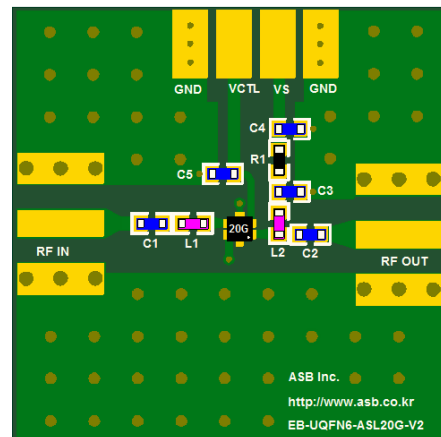 GND VCTL VS GND
C4
R1
C5
C3
20G
C1 L1 L2 C2
RF IN RF OUT
ASB Inc.
http://www.asb.co.kr
EB-UQFN6-ASL20G-V2